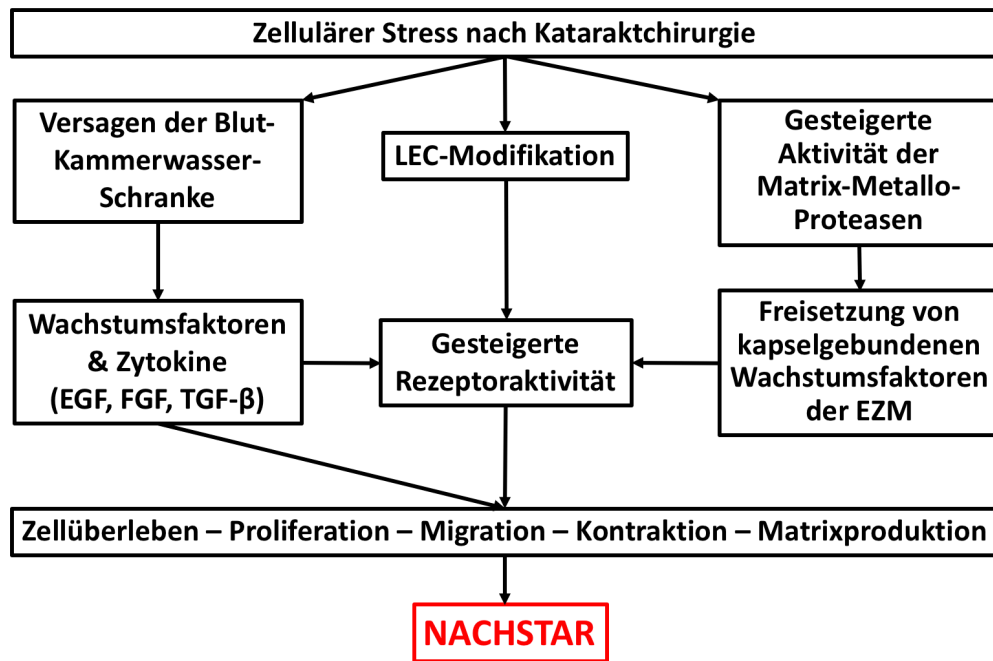 Zellulärer Stress nach Kataraktchirurgie
Versagen der Blut-
Kammerwasser-
Schranke
LEC-Modifikation
Gesteigerte
Aktivität der
Matrix-Metallo-
Proteasen
Wachstumsfaktoren
& Zytokine
(EGF, FGF, TGF-β)
Gesteigerte
Rezeptoraktivität
Freisetzung von
kapselgebundenen
Wachstumsfaktoren
der EZM
Zellüberleben – Proliferation – Migration – Kontraktion – Matrixproduktion
NACHSTAR